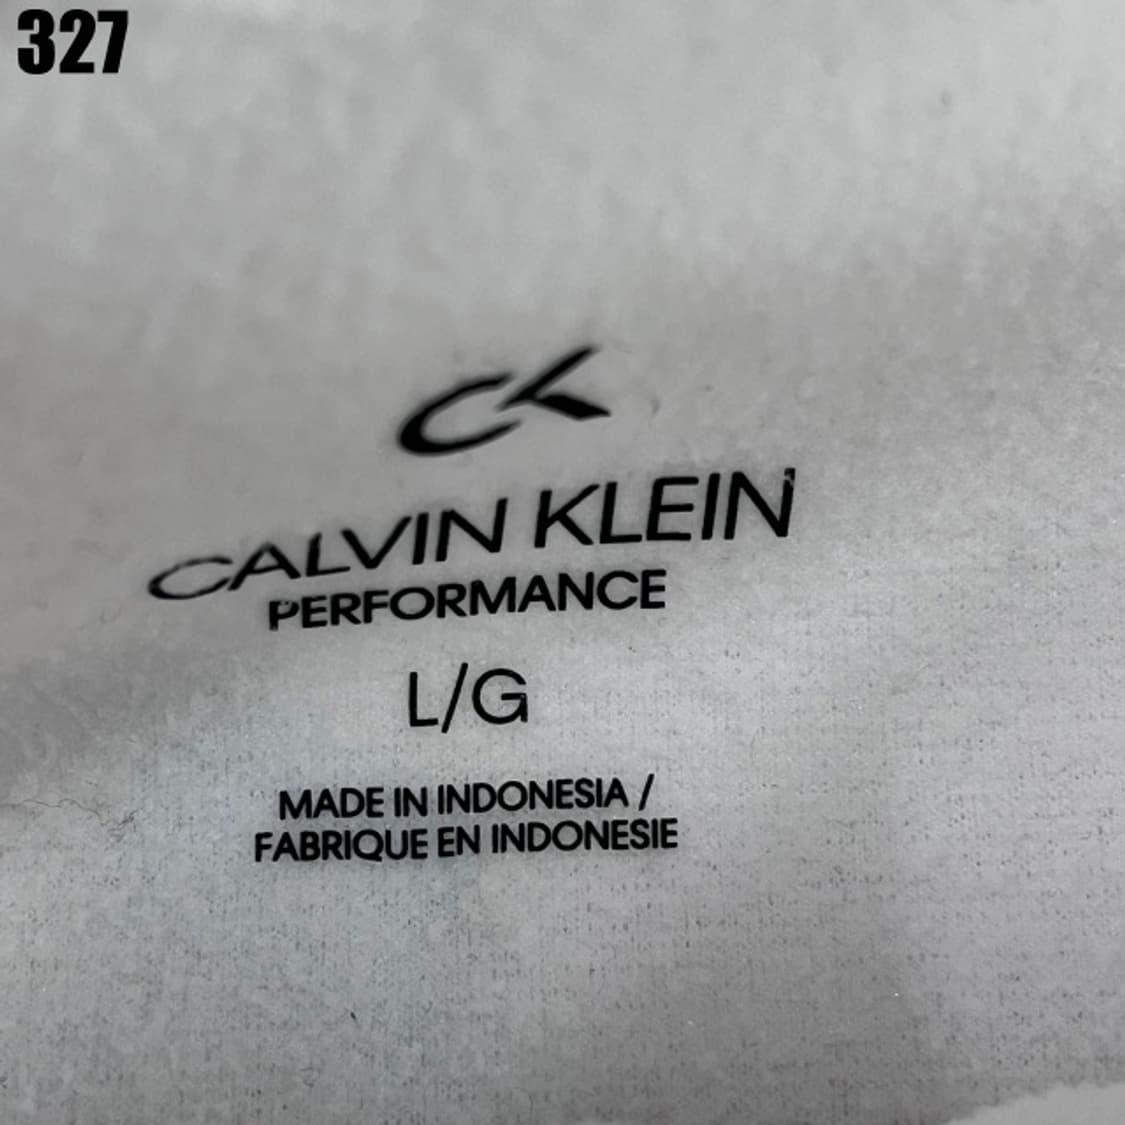 327
CK
CALVIN KLEIN
PERFORMANCE
L/G
MADE IN INDONESIA /
FABRIQUE EN INDONESIE